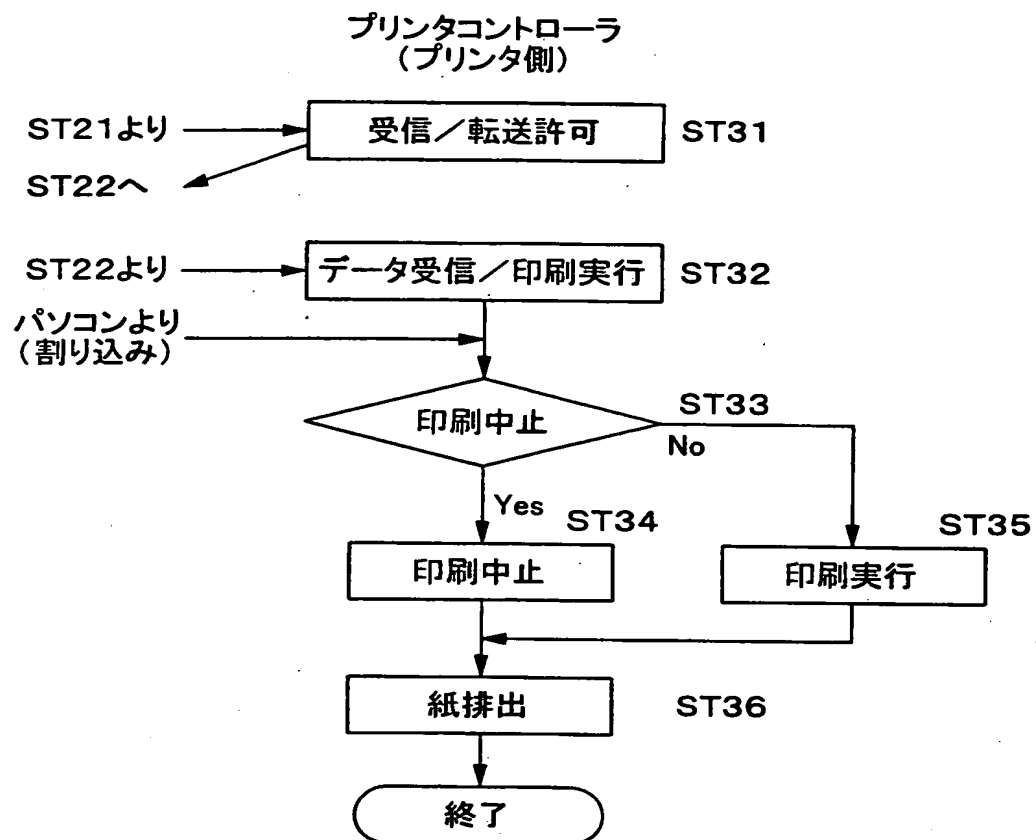 プリンタコントローラ
(プリンタ側)
ST21より
受信/転送許可
ST31
ST22へ
ST22より
データ受信/印刷実行
ST32
パソコンより
(割り込み)
印刷中止
ST33
No
Yes
ST34
ST35
印刷中止
印刷実行
紙排出
ST36
終了